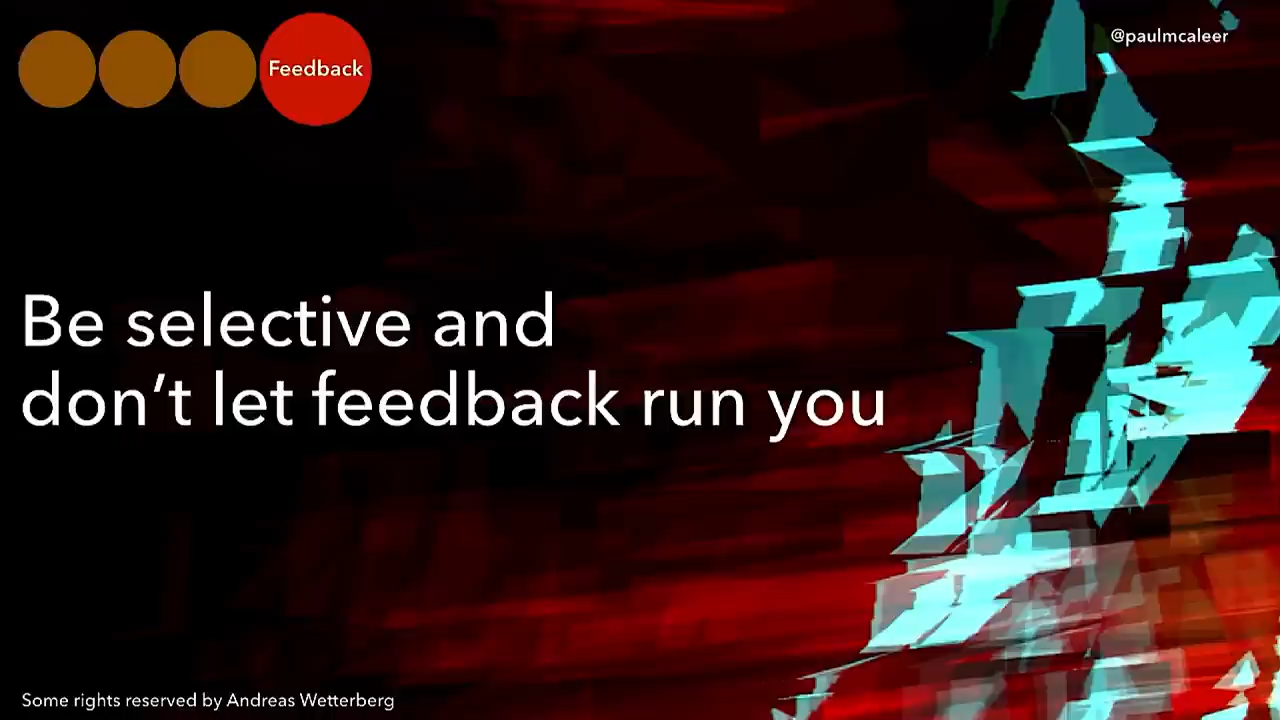 Feedback
@paulmcaleer
Be selective and
don’t let feedback run you
Some rights reserved by Andreas Wetterberg